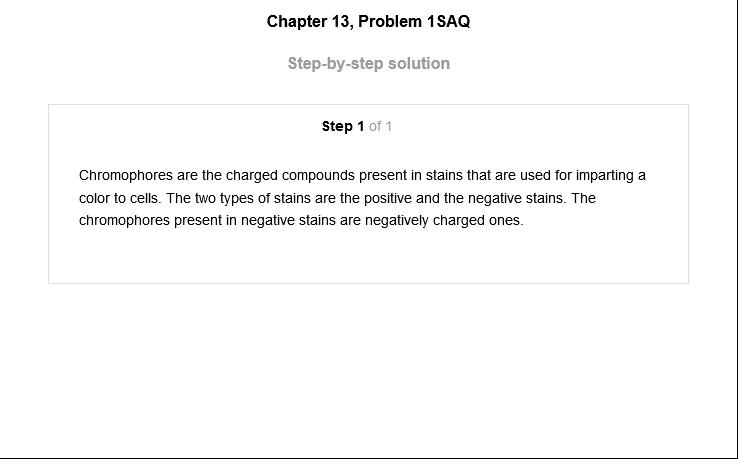 Chapter 13, Problem 1SAQ
Step-by-step solution
Step 1 of 1
Chromophores are the charged compounds present in stains that are used for imparting a
color to cells. The two types of stains are the positive and the negative stains. The
chromophores present in negative stains are negatively charged ones.